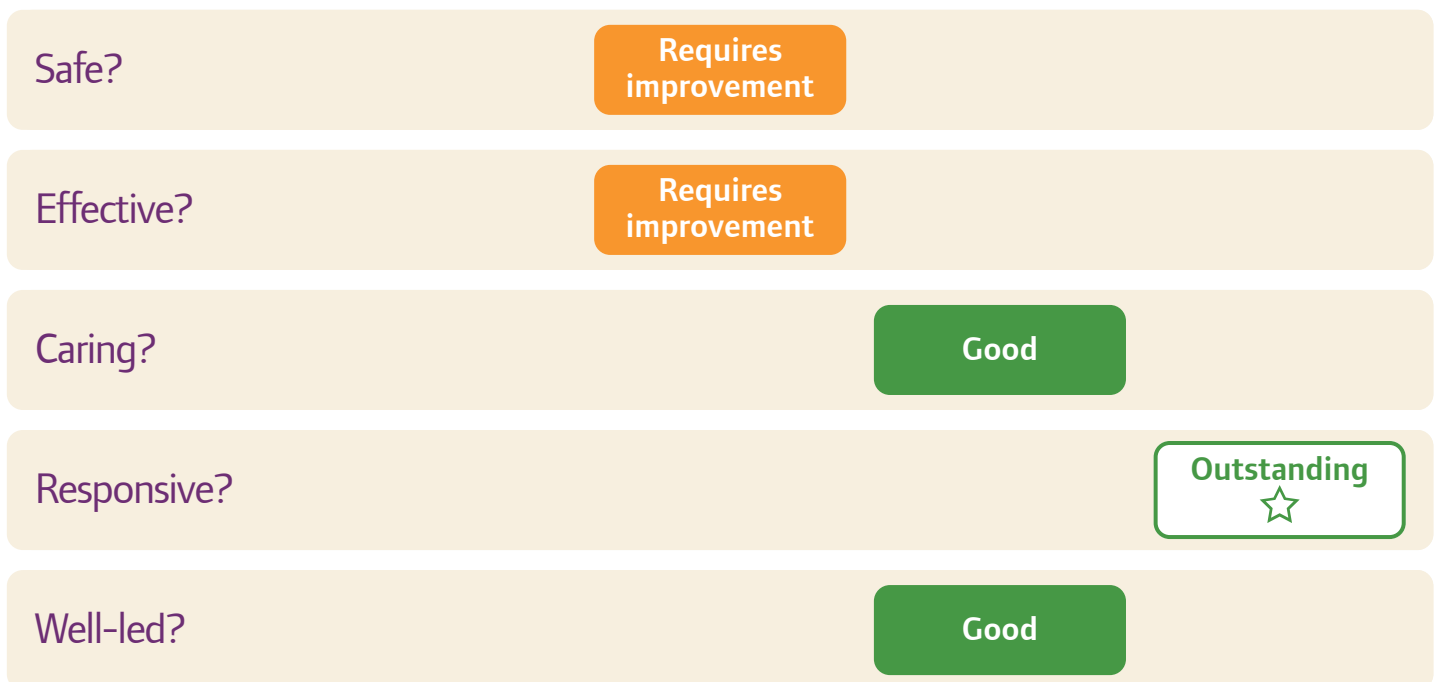 Safe?
Requires
improvement
Effective?
Requires
improvement
Caring?
Good
Responsive?
Outstanding
Well-led?
Good